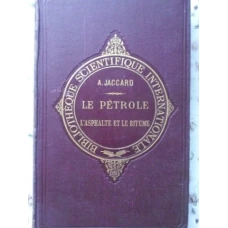 BIBLIOTHÈQUE SCIENTIFIQUE INTERNATIONALE
A. JACCARD
LE PÉTROLE
L'ASPHALTE ET LE BITUME